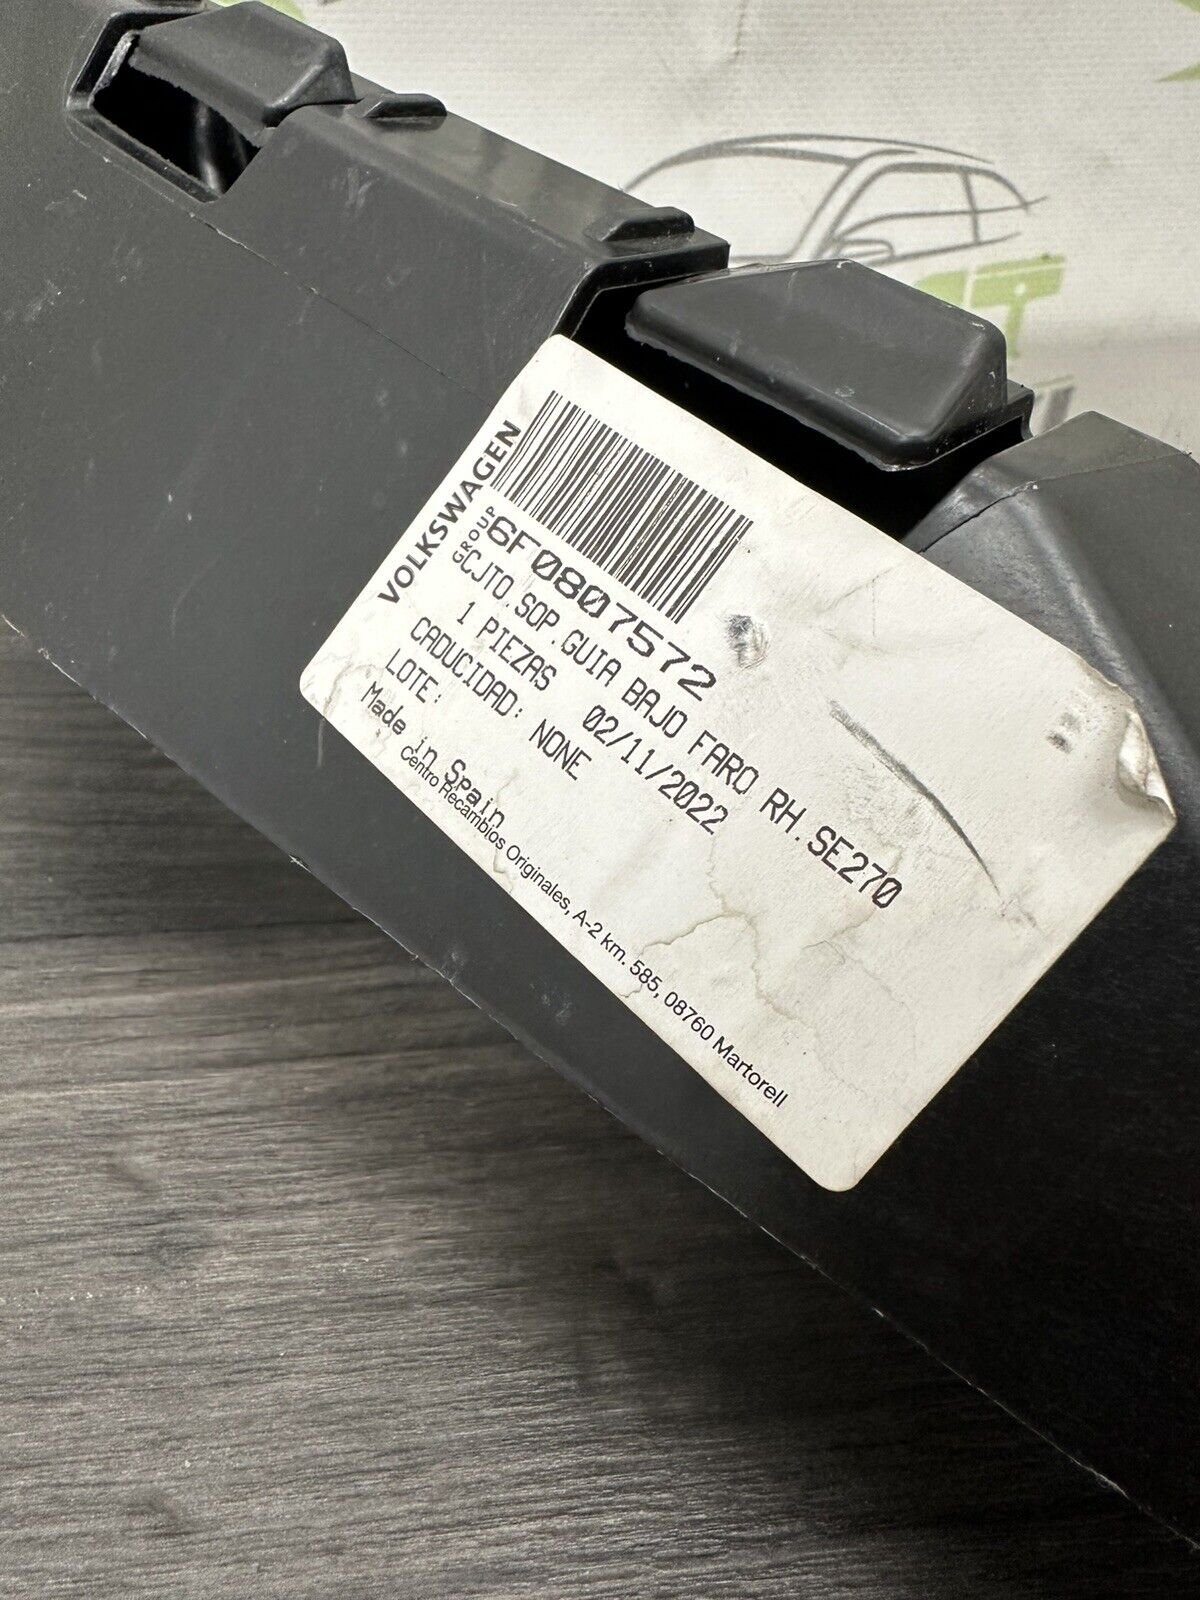 VOLKSWAGEN
GROUP
6F0807572
GCJTO.SOP.GUIA BAJO FARO RH.SE270
1 PIEZAS 02/11/2022
CADUCIDAD: NONE
LOTE:
Made in Spain
Centro Recambios Originales, A-2 km. 585, 08760 Martorell